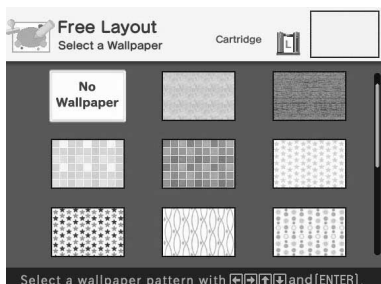 Free Layout
Select a Wallpaper
Cartridge
L
No
Wallpaper
Select a wallpaper pattern with ←→↑↓ and [ENTER]